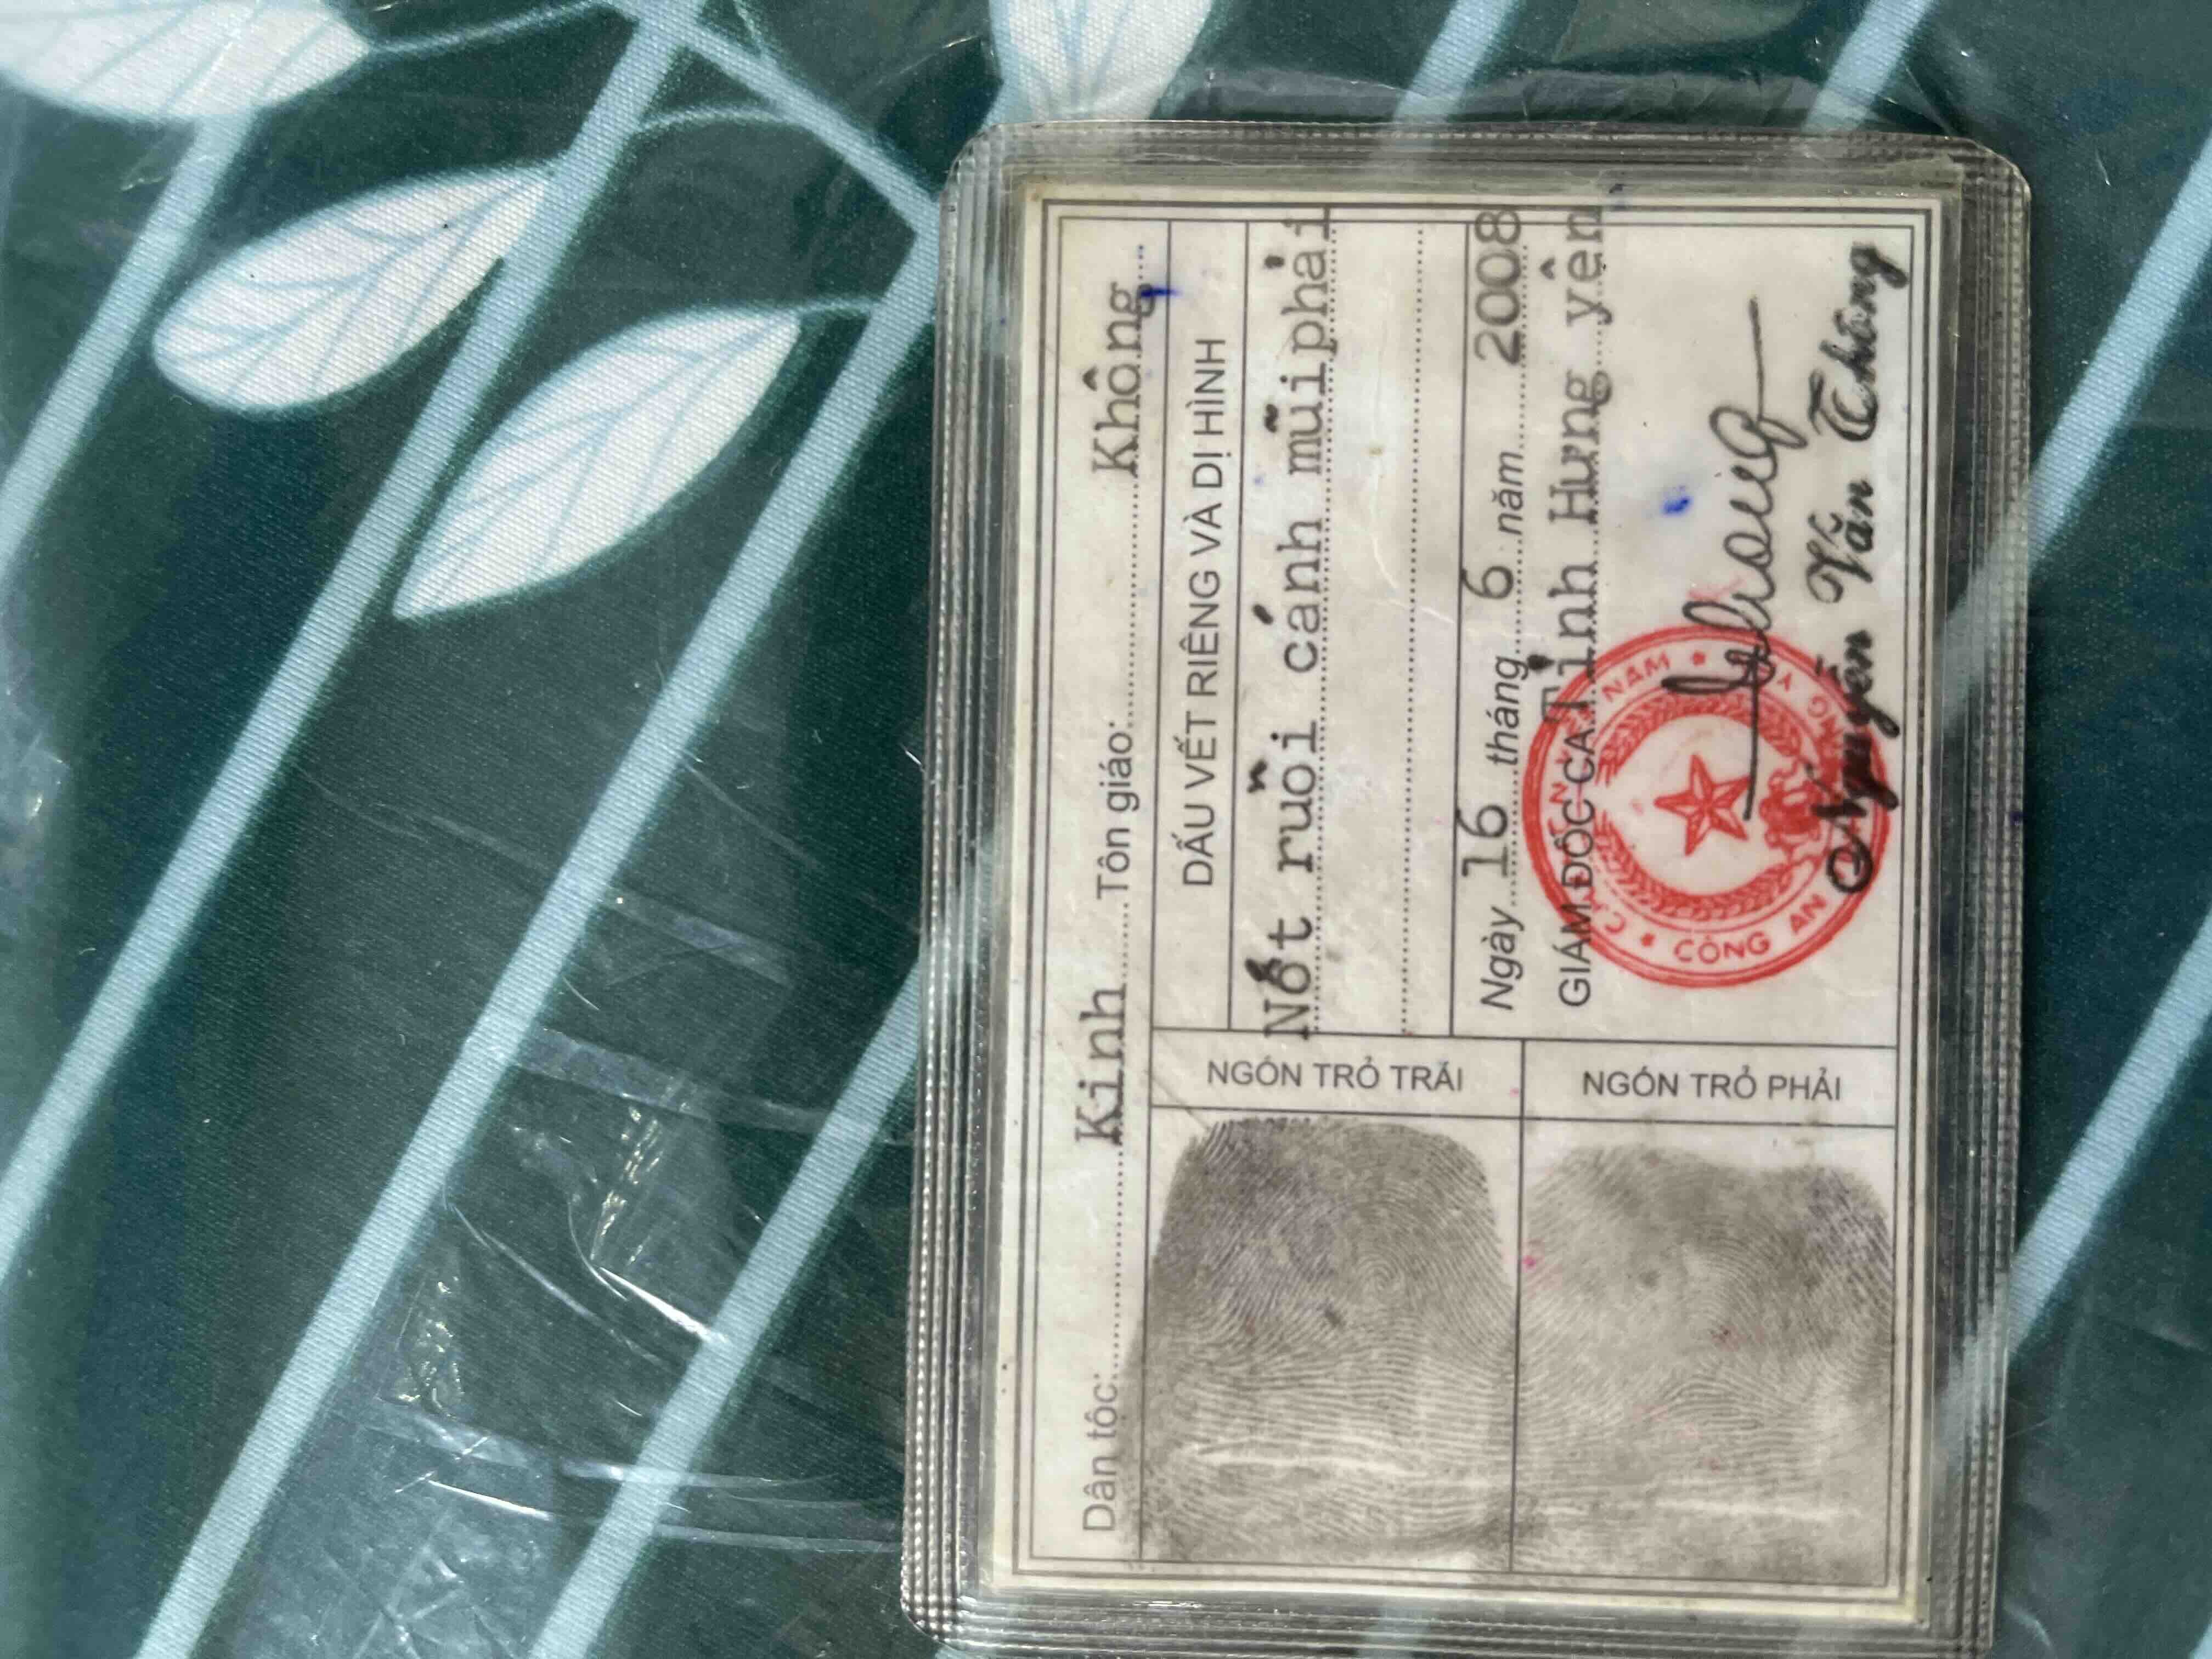 Dân tộc: Kinh Tôn giáo: Không
DẤU VẾT RIÊNG VÀ DỊ HÌNH
Nốt ruồi cánh mũi phải
Ngày 16 tháng 6 năm 2008
GIÁM ĐỐC CA Tỉnh Hưng yên
CÔNG AN
NAM
Nguyễn Văn Thông
NGÓN TRỎ TRÁI
NGÓN TRỎ PHẢI